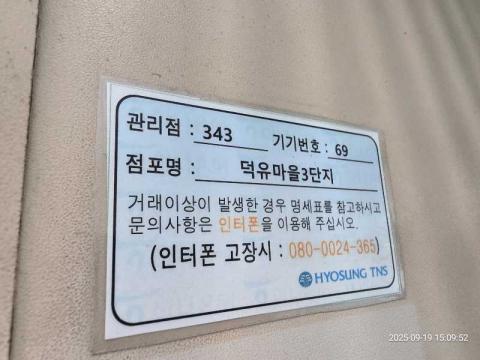 관리점 : 343 기기번호 : 69
점포명 : 덕유마을3단지
거래이상이 발생한 경우 명세표를 참고하시고
문의사항은 인터폰을 이용해 주십시오.
(인터폰 고장시 : 080-0024-365)
HYOSUNG TNS
2025-09-19 15:09:52